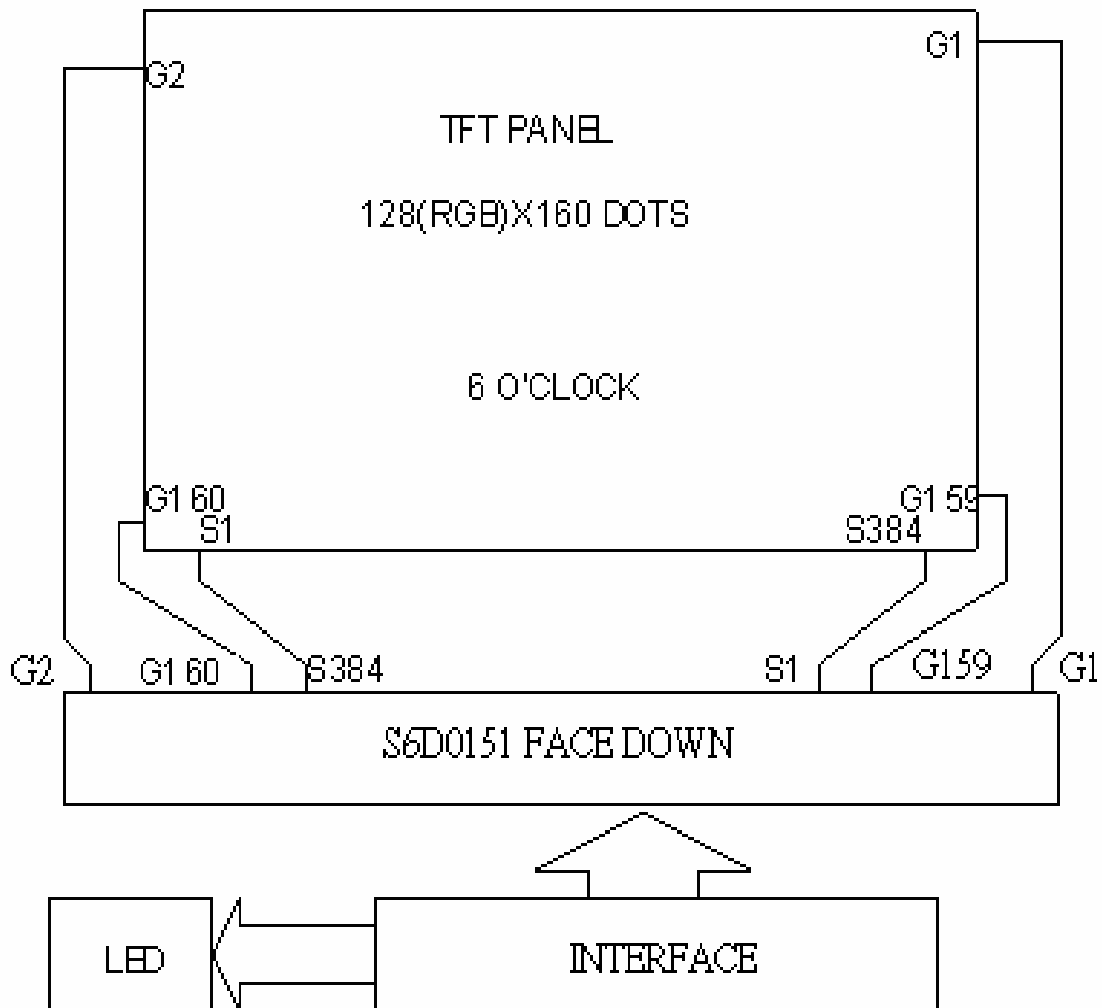 G1
G2
TFT PANEL
128(RGB)X160 DOTS
6 O'CLOCK
G1 60
G1 59
S1
S384
G2
G1 60
S384
S1
G159
G1
S6D0151 FACE DOWN
LED
INTERFACE